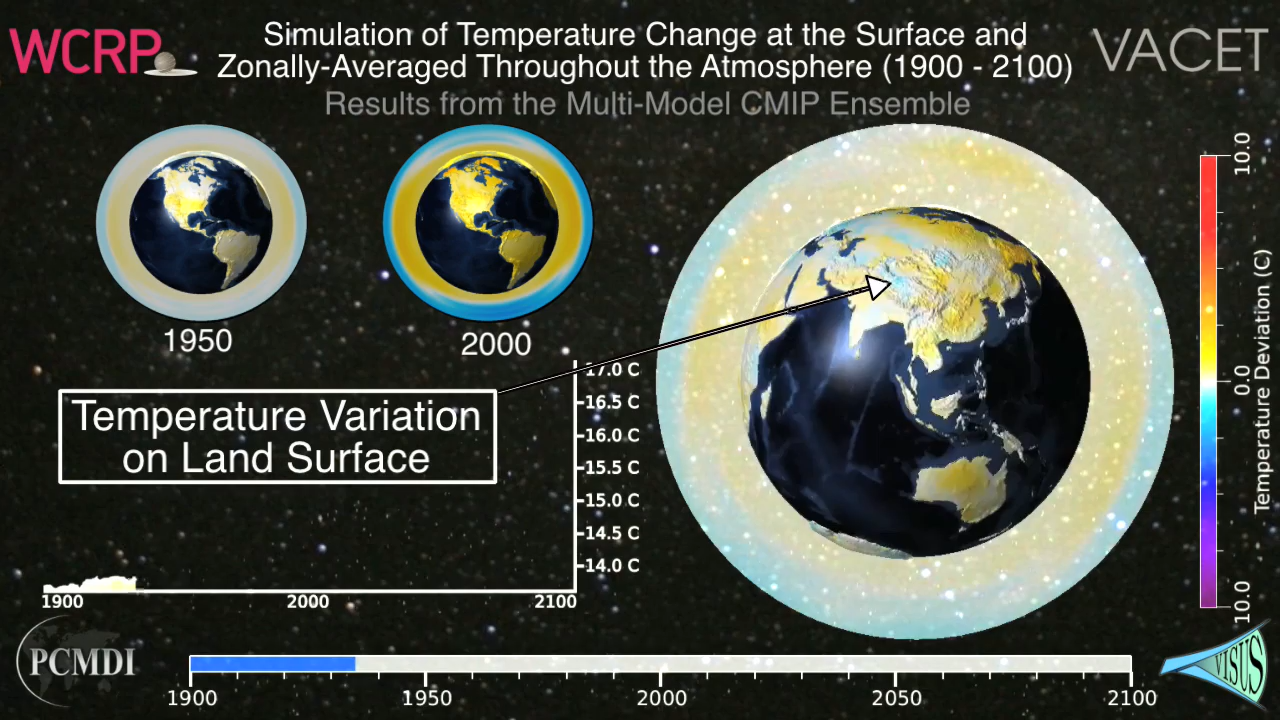 WCRP
Simulation of Temperature Change at the Surface and
Zonally-Averaged Throughout the Atmosphere (1900 - 2100)
Results from the Multi-Model CMIP Ensemble
VACET
1950
2000
Temperature Variation
on Land Surface
17.0 C
16.5 C
16.0 C
15.5 C
15.0 C
14.5 C
14.0 C
1900
2000
2100
10.0
0.0
10.0
Temperature Deviation (C)
PCMDI
1900
1950
2000
2050
2100
VISUS